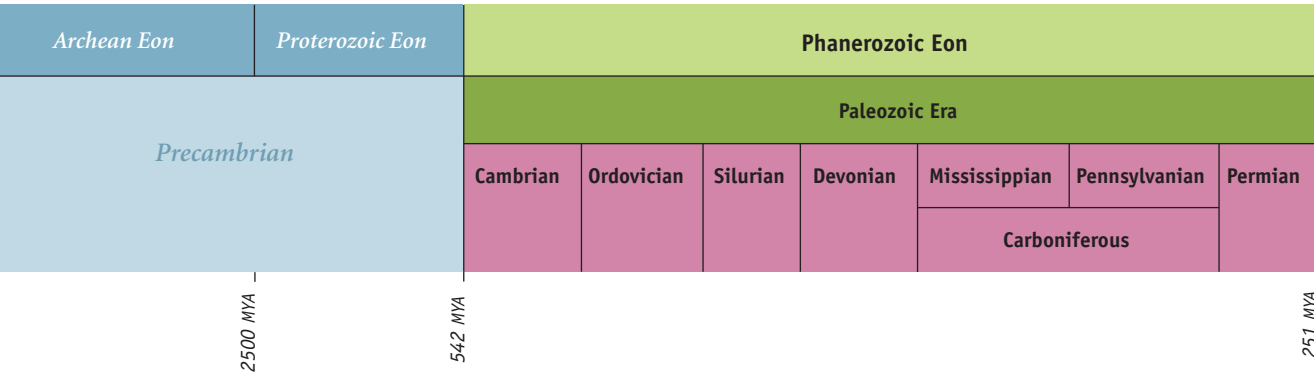 Archean Eon
Proterozoic Eon
Phanerozoic Eon
Paleozoic Era
Precambrian
Cambrian
Ordovician
Silurian
Devonian
Mississippian
Pennsylvanian
Permian
Carboniferous
2500 MYA
542 MYA
251 MYA